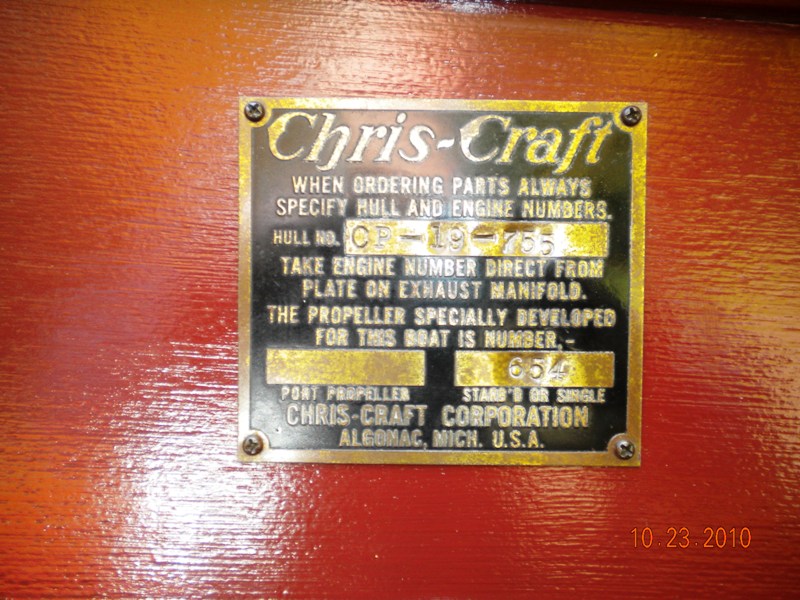 Chris-Craft
WHEN ORDERING PARTS ALWAYS
SPECIFY HULL AND ENGINE NUMBERS.
HULL NO. CP-19-755
TAKE ENGINE NUMBER DIRECT FROM
PLATE ON EXHAUST MANIFOLD.
THE PROPELLER SPECIALLY DEVELOPED
FOR THIS BOAT IS NUMBER,-
654
PORT PROPELLER STARB'D OR SINGLE
CHRIS-CRAFT CORPORATION
ALGONAC, MICH. U.S.A.
10.23.2010